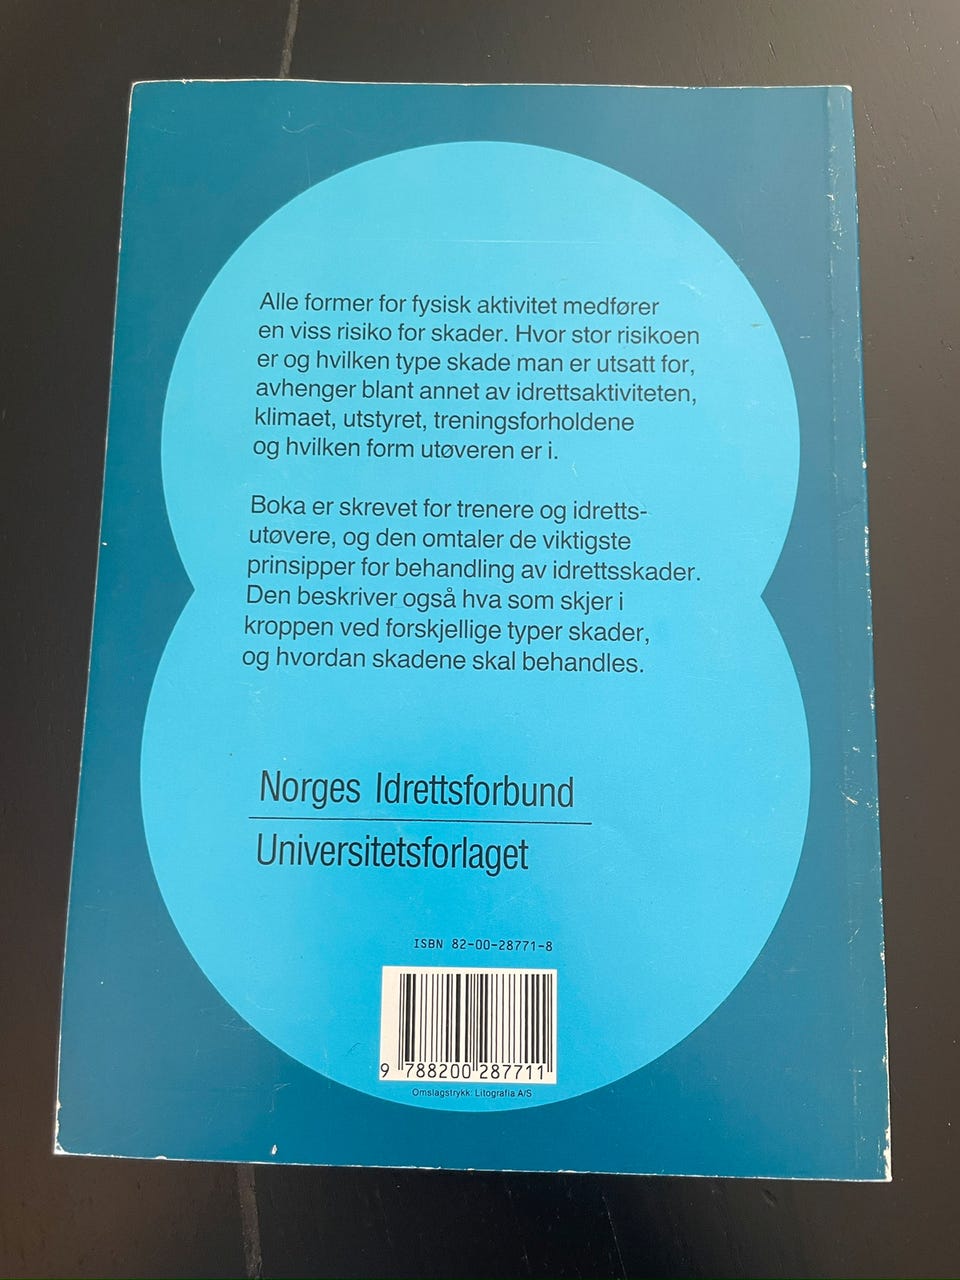 Alle former for fysisk aktivitet medfører
en viss risiko for skader. Hvor stor risikoen
er og hvilken type skade man er utsatt for,
avhenger blant annet av idrettsaktiviteten,
klimaet, utstyret, treningsforholdene
og hvilken form utøveren er i.
Boka er skrevet for trenere og idretts-
utøvere, og den omtaler de viktigste
prinsipper for behandling av idrettsskader.
Den beskriver også hva som skjer i
kroppen ved forskjellige typer skader,
og hvordan skadene skal behandles.
Norges Idrettsforbund
Universitetsforlaget
ISBN 82-00-28771-8
9 788200 287711
Omslagstrykk: Litografia A/S